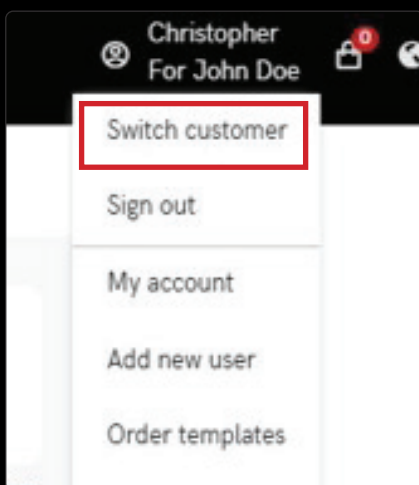 Christopher
For John Doe
0
Switch customer
Sign out
My account
Add new user
Order templates